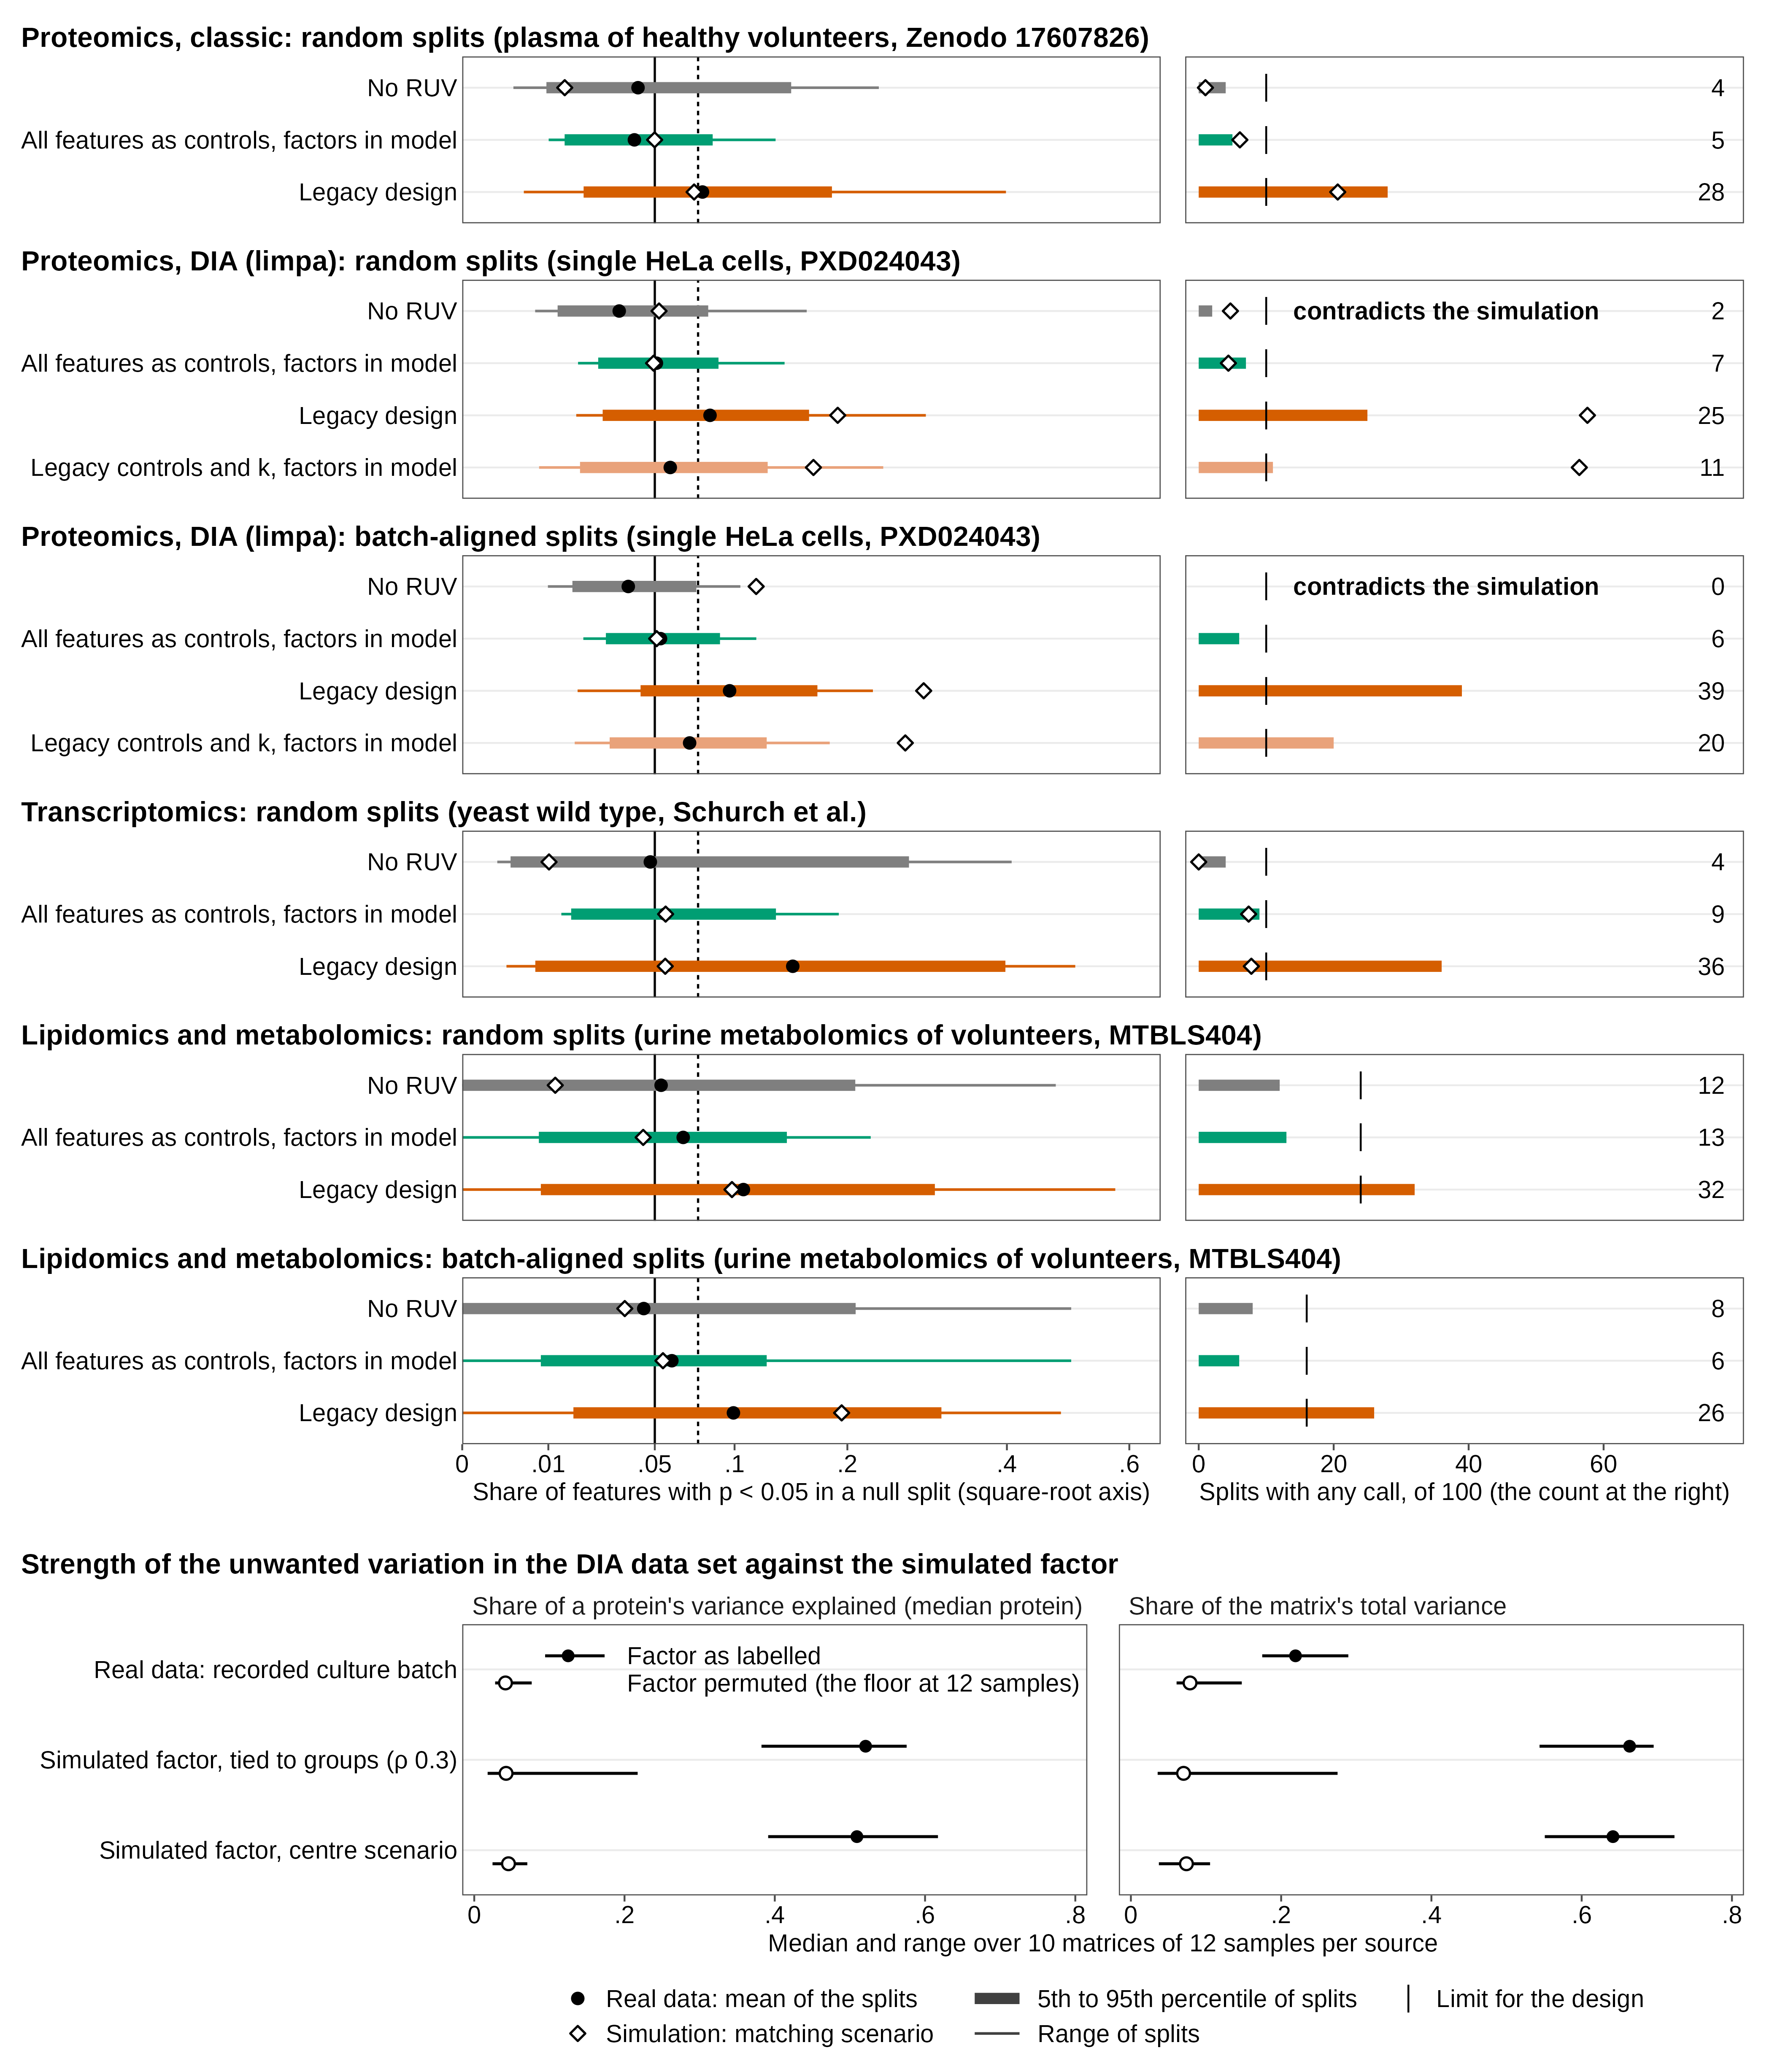 Proteomics, classic: random splits (plasma of healthy volunteers, Zenodo 17607826)
No RUV 4
All features as controls, factors in model 5
Legacy design 28
Proteomics, DIA (limpa): random splits (single HeLa cells, PXD024043)
No RUV contradicts the simulation 2
All features as controls, factors in model 7
Legacy design 25
Legacy controls and k, factors in model 11
Proteomics, DIA (limpa): batch-aligned splits (single HeLa cells, PXD024043)
No RUV contradicts the simulation 0
All features as controls, factors in model 6
Legacy design 39
Legacy controls and k, factors in model 20
Transcriptomics: random splits (yeast wild type, Schurch et al.)
No RUV 4
All features as controls, factors in model 9
Legacy design 36
Lipidomics and metabolomics: random splits (urine metabolomics of volunteers, MTBLS404)
No RUV 12
All features as controls, factors in model 13
Legacy design 32
Lipidomics and metabolomics: batch-aligned splits (urine metabolomics of volunteers, MTBLS404)
No RUV 8
All features as controls, factors in model 6
Legacy design 26
0 .01 .05 .1 .2 .4 .6 0 20 40 60
Share of features with p < 0.05 in a null split (square-root axis) Splits with any call, of 100 (the count at the right)
Strength of the unwanted variation in the DIA data set against the simulated factor
Share of a protein's variance explained (median protein) Share of the matrix's total variance
Factor as labelled
Real data: recorded culture batch
Factor permuted (the floor at 12 samples)
Simulated factor, tied to groups (ρ 0.3)
Simulated factor, centre scenario
0 .2 .4 .6 .8 0 .2 .4 .6 .8
Median and range over 10 matrices of 12 samples per source
Real data: mean of the splits 5th to 95th percentile of splits Limit for the design
Simulation: matching scenario Range of splits